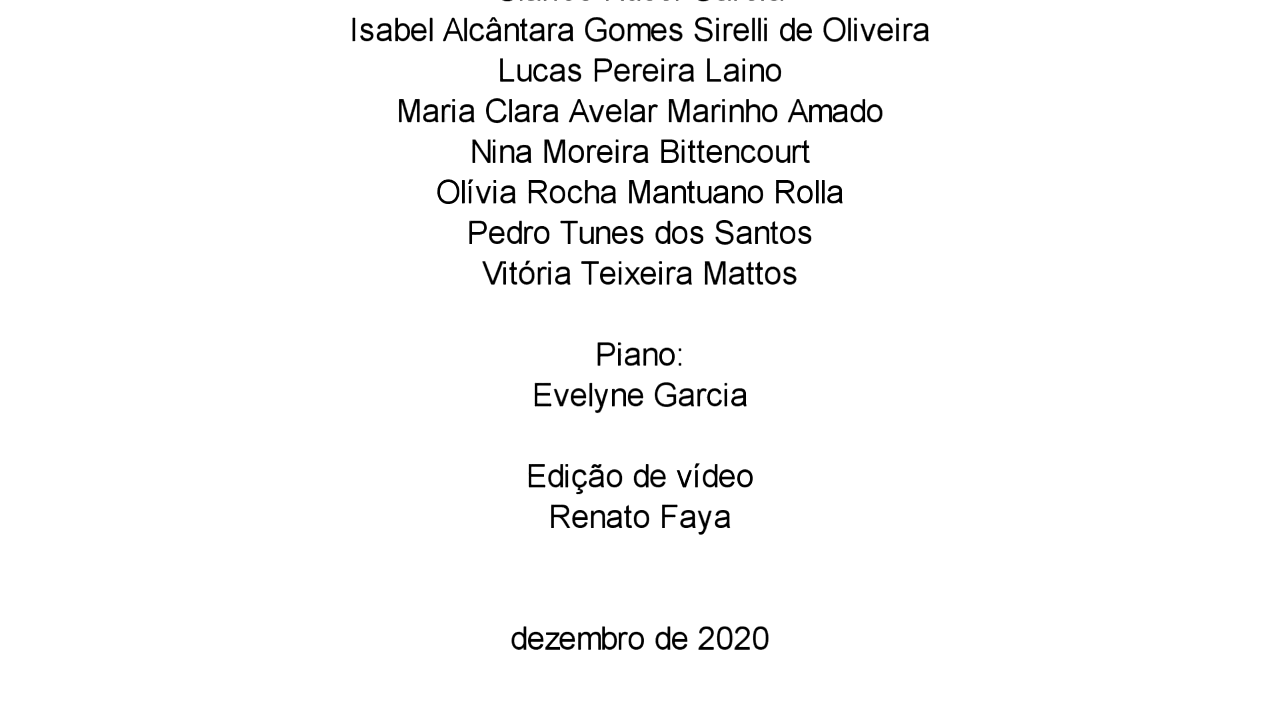 Isabel Alcântara Gomes Sirelli de Oliveira
Lucas Pereira Laino
Maria Clara Avelar Marinho Amado
Nina Moreira Bittencourt
Olívia Rocha Mantuano Rolla
Pedro Tunes dos Santos
Vitória Teixeira Mattos
Piano:
Evelyne Garcia
Edição de vídeo
Renato Faya
dezembro de 2020